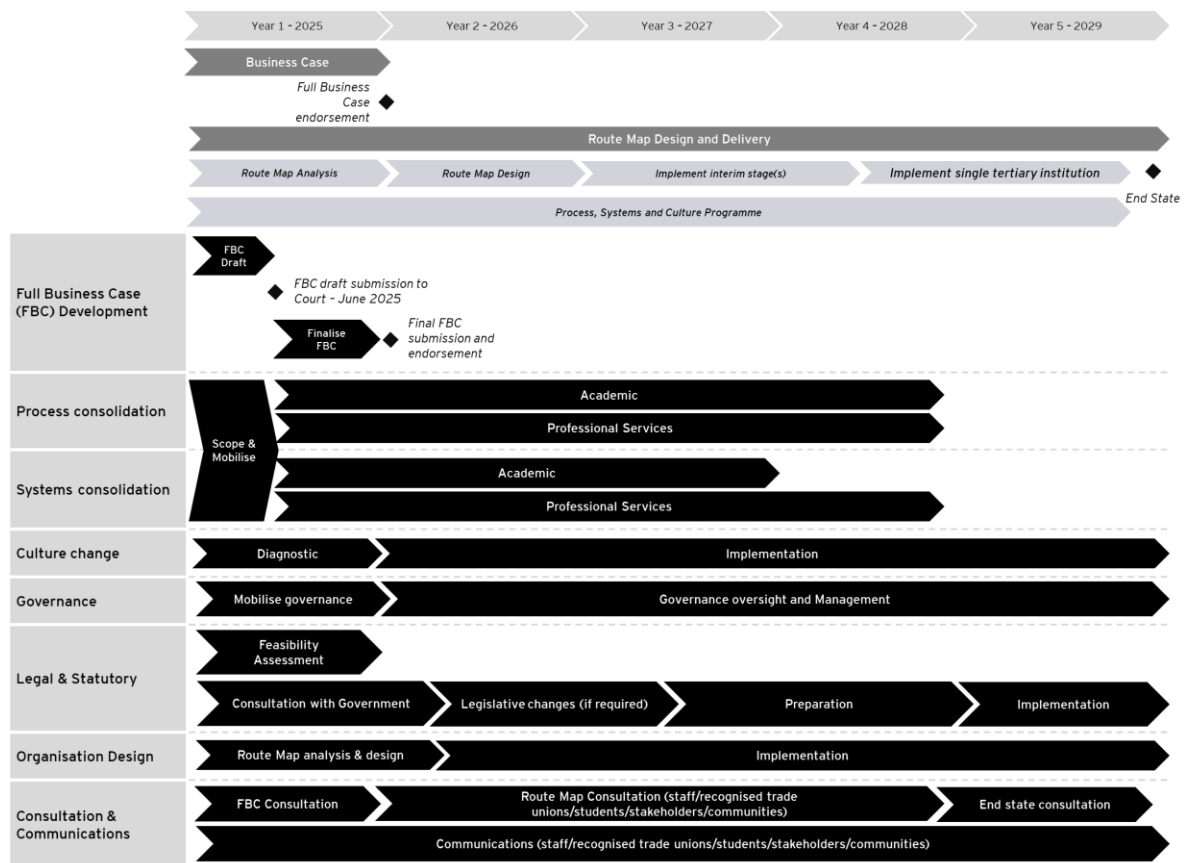 Year 1 - 2025
Year 2 - 2026
Year 3 - 2027
Year 4 - 2028
Year 5 - 2029
Business Case
Full Business
Case
endorsement
Route Map Design and Delivery
Route Map Analysis
Route Map Design
Implement interim stage(s)
Implement single tertiary institution
End State
Process, Systems and Culture Programme
Full Business Case
(FBC) Development
FBC
Draft
FBC draft submission to
Court – June 2025
Finalise
FBC
Final FBC
submission and
endorsement
Process consolidation
Scope &
Mobilise
Academic
Professional Services
Systems consolidation
Academic
Professional Services
Culture change
Diagnostic
Implementation
Governance
Mobilise governance
Governance oversight and Management
Legal & Statutory
Feasibility
Assessment
Consultation with Government
Legislative changes (if required)
Preparation
Implementation
Organisation Design
Route Map analysis & design
Implementation
Consultation &
Communications
FBC Consultation
Route Map Consultation (staff/recognised trade
unions/students/stakeholders/communities)
End state consultation
Communications (staff/recognised trade unions/students/stakeholders/communities)